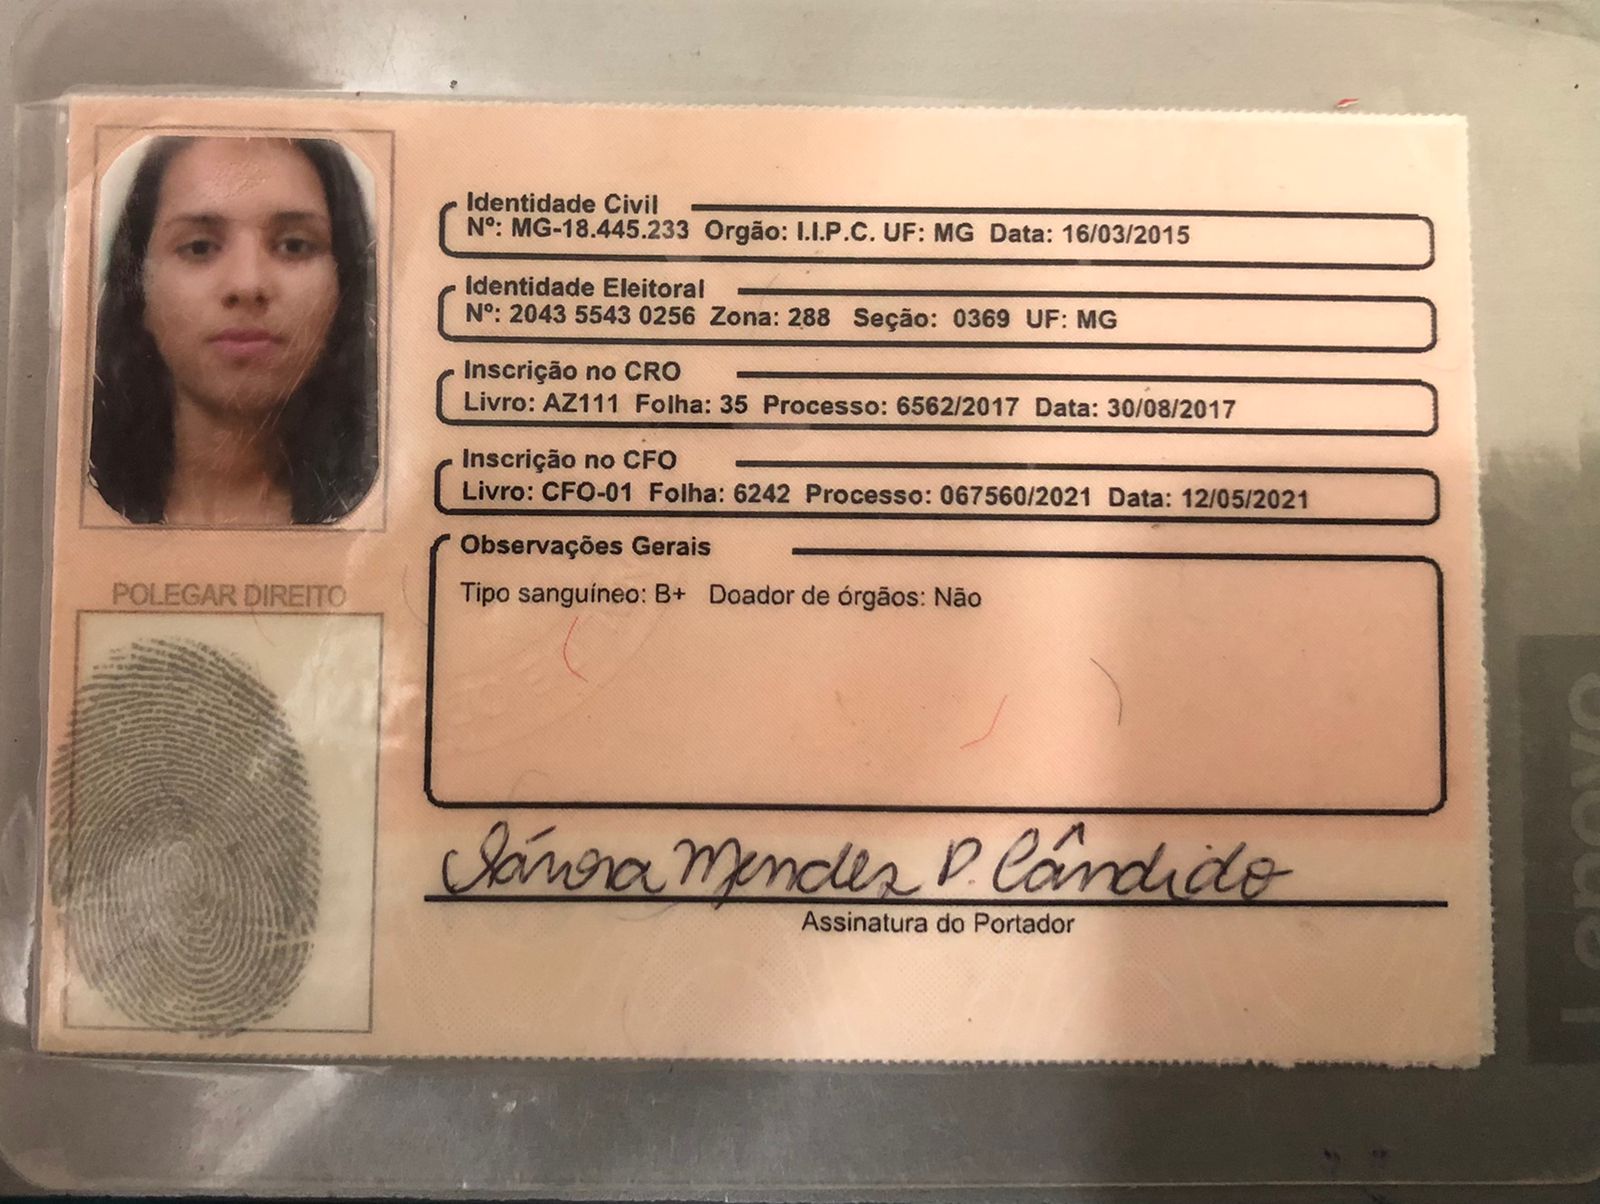 Identidade Civil
Nº: MG-18.445.233 Orgão: I.I.P.C. UF: MG Data: 16/03/2015
Identidade Eleitoral
Nº: 2043 5543 0256 Zona: 288 Seção: 0369 UF: MG
Inscrição no CRO
Livro: AZ111 Folha: 35 Processo: 6562/2017 Data: 30/08/2017
Inscrição no CFO
Livro: CFO-01 Folha: 6242 Processo: 067560/2021 Data: 12/05/2021
Observações Gerais
Tipo sanguíneo: B+ Doador de órgãos: Não
POLEGAR DIREITO
Mendes P. Cândido
Assinatura do Portador
Lenovo